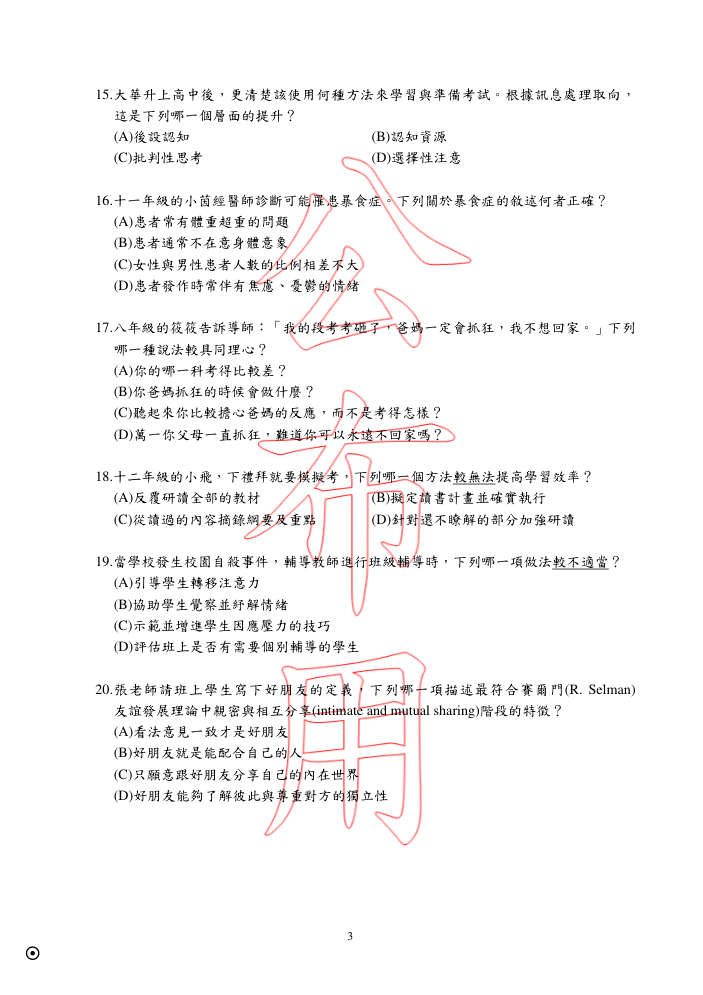 15.大華升上高中後，更清楚該使用何種方法來學習與準備考試。根據訊息處理取向，
這是下列哪一個層面的提升？
(A)後設認知 (B)認知資源
(C)批判性思考 (D)選擇性注意
16.十一年級的小茵經醫師診斷可能罹患暴食症。下列關於暴食症的敘述何者正確？
(A)患者常有體重超重的問題
(B)患者通常不在意身體意象
(C)女性與男性患者人數的比例相差不大
(D)患者發作時常伴有焦慮、憂鬱的情緒
17.八年級的筱筱告訴導師：「我的段考考砸了，爸媽一定會抓狂，我不想回家。」下列
哪一種說法較具同理心？
(A)你的哪一科考得比較差？
(B)你爸媽抓狂的時候會做什麼？
(C)聽起來你比較擔心爸媽的反應，而不是考得怎樣？
(D)萬一你父母一直抓狂，難道你可以永遠不回家嗎？
18.十二年級的小飛，下禮拜就要模擬考，下列哪一個方法較無法提高學習效率？
(A)反覆研讀全部的教材 (B)擬定讀書計畫並確實執行
(C)從讀過的內容摘錄綱要及重點 (D)針對還不瞭解的部分加強研讀
19.當學校發生校園自殺事件，輔導教師進行班級輔導時，下列哪一項做法較不適當？
(A)引導學生轉移注意力
(B)協助學生覺察並紓解情緒
(C)示範並增進學生因應壓力的技巧
(D)評估班上是否有需要個別輔導的學生
20.張老師請班上學生寫下好朋友的定義，下列哪一項描述最符合賽爾門(R. Selman)
友誼發展理論中親密與相互分享(intimate and mutual sharing)階段的特徵？
(A)看法意見一致才是好朋友
(B)好朋友就是能配合自己的人
(C)只願意跟好朋友分享自己的內在世界
(D)好朋友能夠了解彼此與尊重對方的獨立性
公布用
3